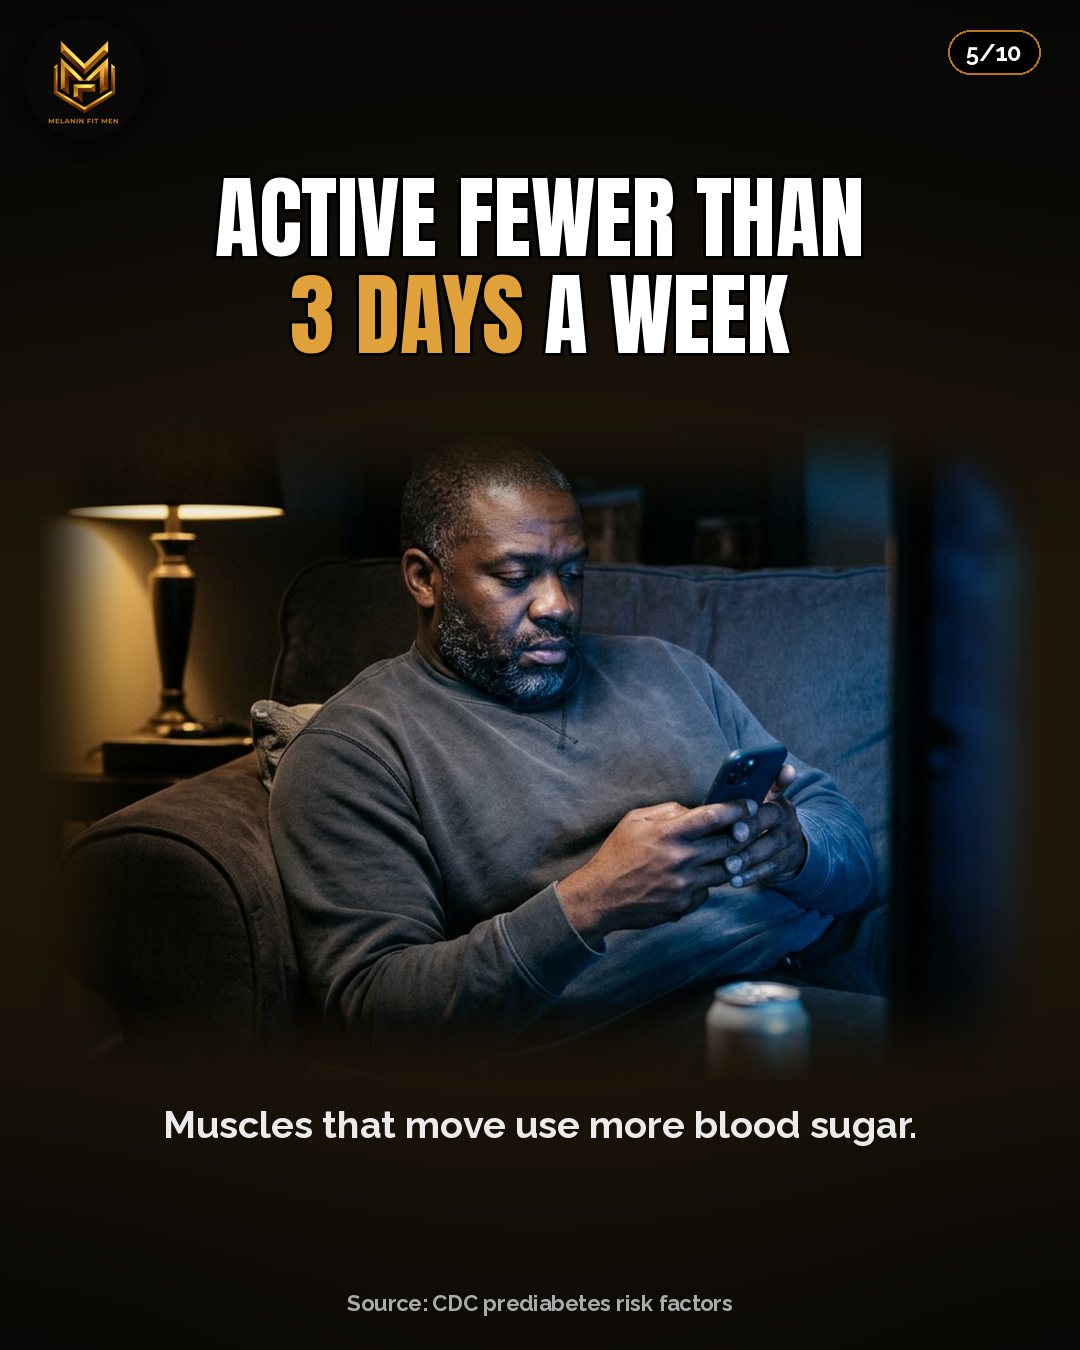 MELANIN FIT MEN
5/10
ACTIVE FEWER THAN
3 DAYS A WEEK
Muscles that move use more blood sugar.
Source: CDC prediabetes risk factors